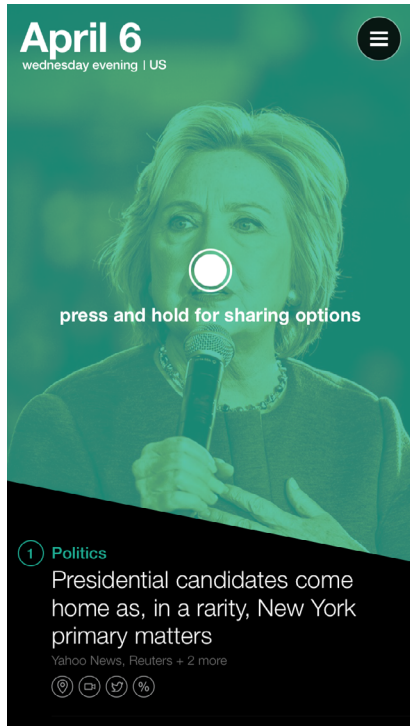 April 6
wednesday evening | US
press and hold for sharing options
1 Politics
Presidential candidates come
home as, in a rarity, New York
primary matters
Yahoo News, Reuters + 2 more
%